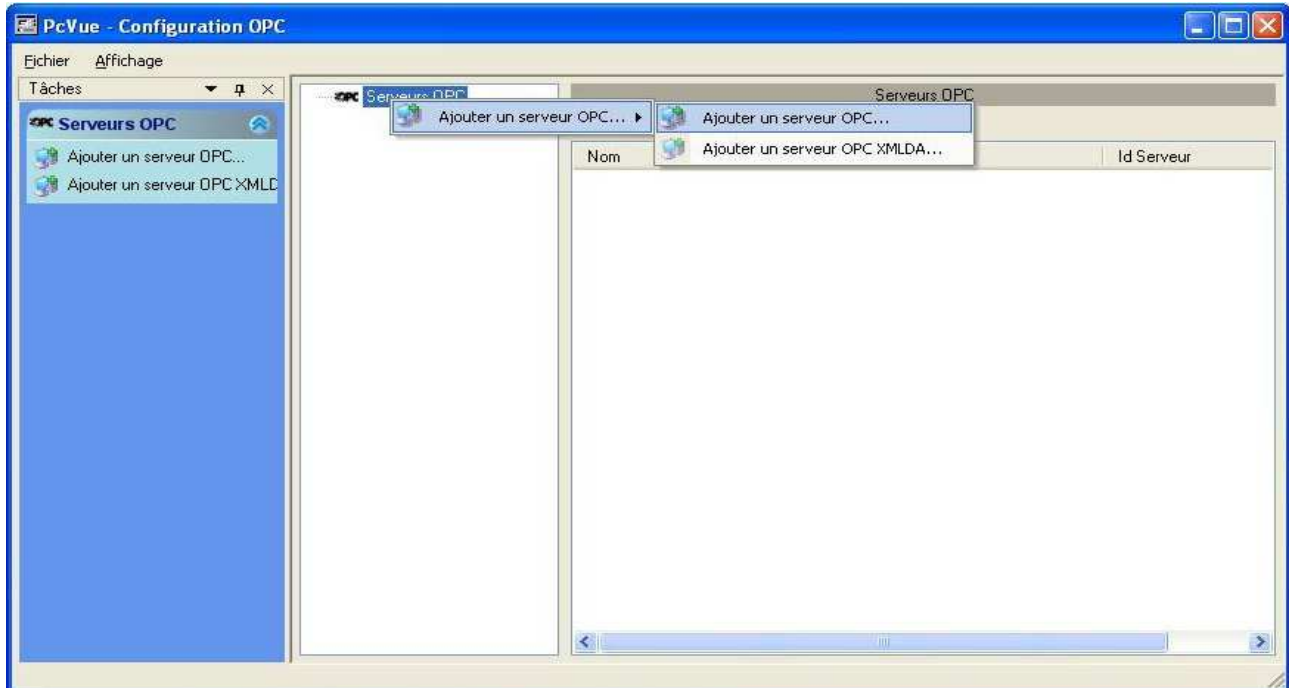 PcVue - Configuration OPC
Fichier Affichage
Tâches
Serveurs OPC
Ajouter un serveur OPC...
Ajouter un serveur OPC XMLD
Serveurs OPC
Ajouter un serveur OPC...
Ajouter un serveur OPC...
Ajouter un serveur OPC XMLDA...
Serveurs OPC
Nom
Id Serveur